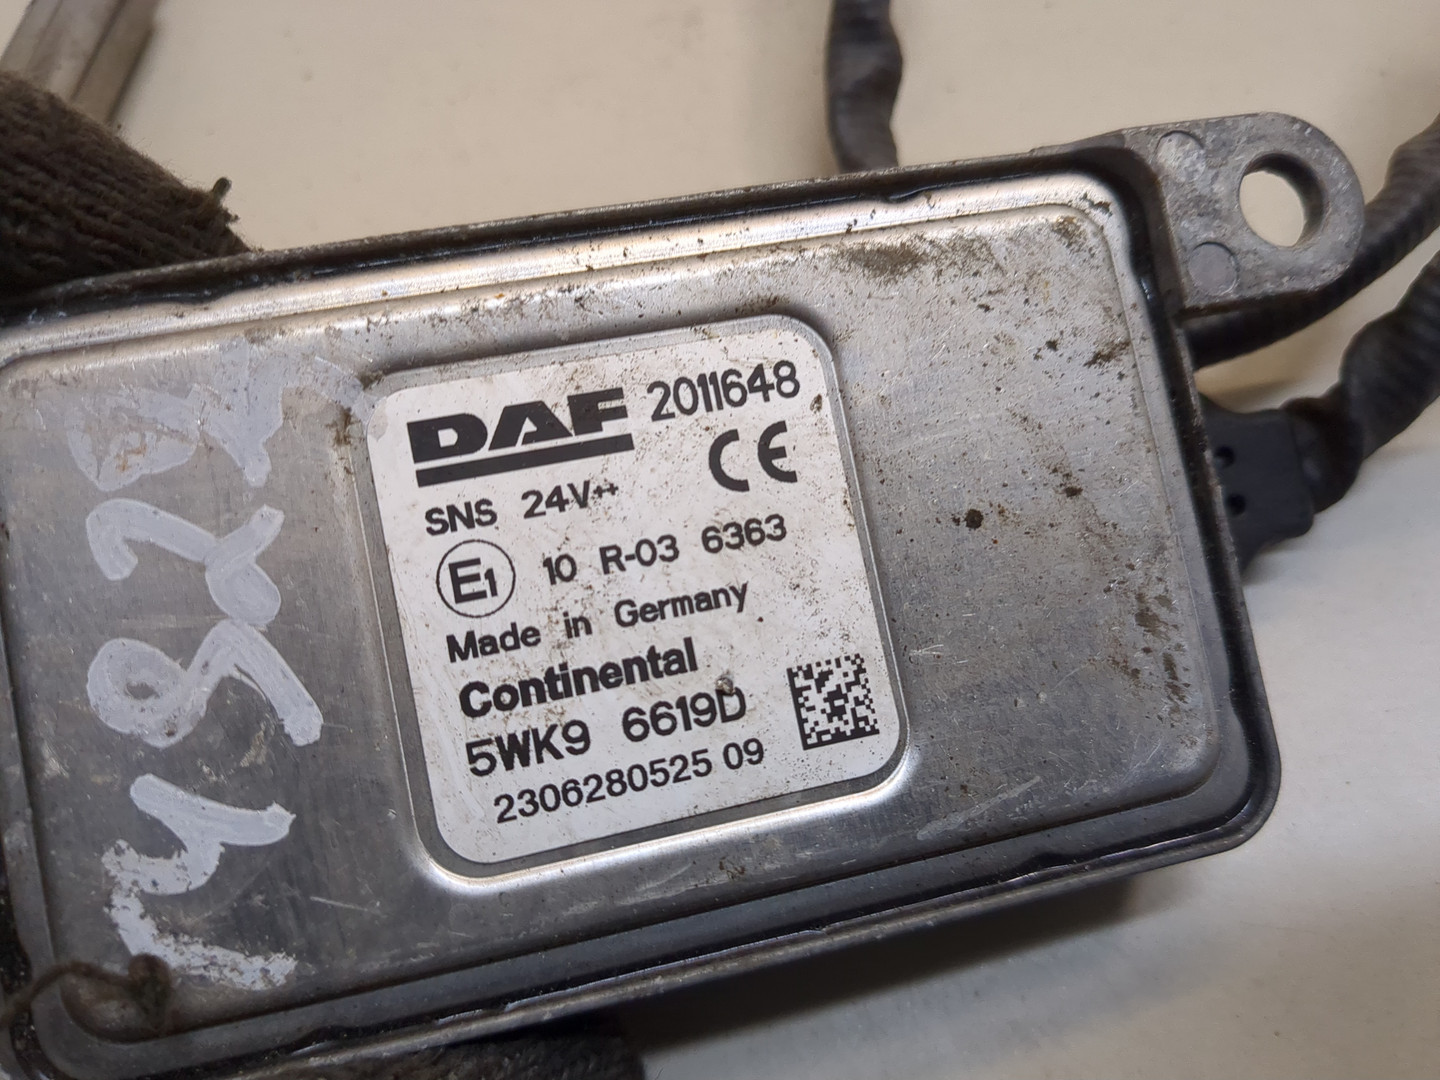 DAF 2011648
CE
SNS 24V++
E1 10 R-03 6363
Made in Germany
Continental
5WK9 6619D
2306280525 09